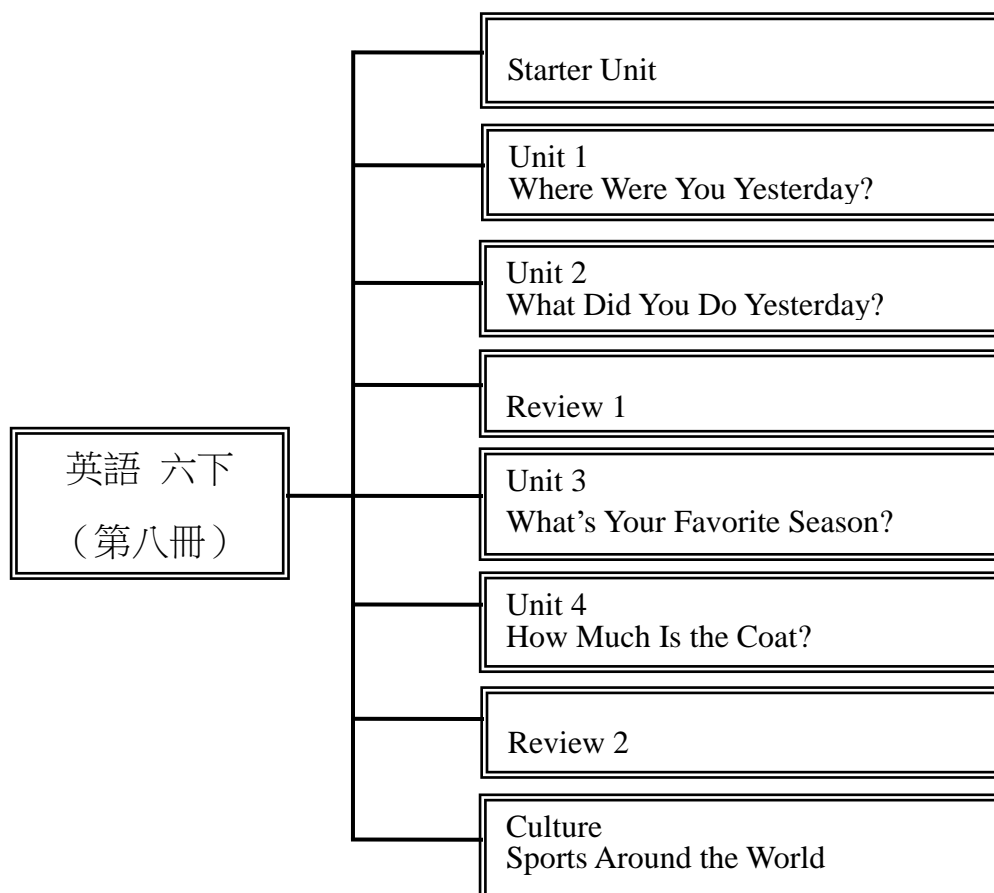 英語 六下
（第八冊）
Starter Unit
Unit 1
Where Were You Yesterday?
Unit 2
What Did You Do Yesterday?
Review 1
Unit 3
What’s Your Favorite Season?
Unit 4
How Much Is the Coat?
Review 2
Culture
Sports Around the World